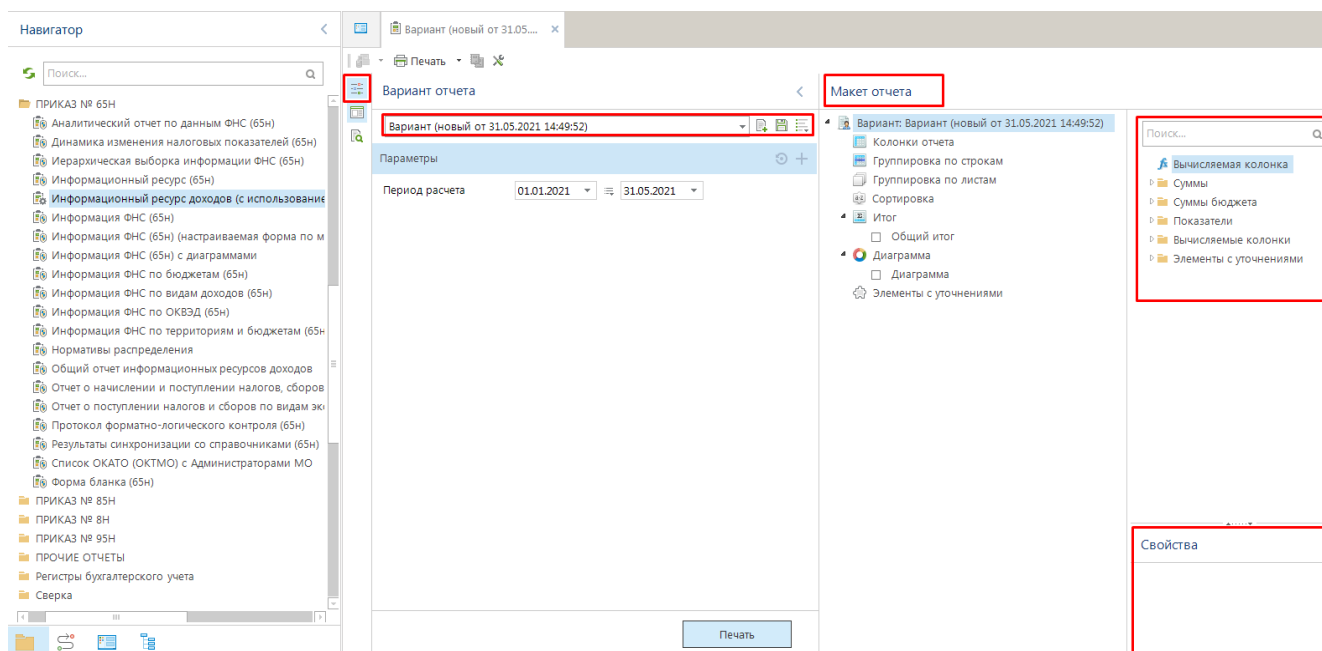 Навигатор
Поиск...
ПРИКАЗ № 65Н
Аналитический отчет по данным ФНС (65н)
Динамика изменения налоговых показателей (65н)
Иерархическая выборка информации ФНС (65н)
Информационный ресурс (65н)
Информационный ресурс доходов (с использование
Информация ФНС (65н)
Информация ФНС (65н) (настраиваемая форма по м
Информация ФНС (65н) с диаграммами
Информация ФНС по бюджетам (65н)
Информация ФНС по видам доходов (65н)
Информация ФНС по ОКВЭД (65н)
Информация ФНС по территориям и бюджетам (65н
Нормативы распределения
Общий отчет информационных ресурсов доходов
Отчет о начислении и поступлении налогов, сборов
Отчет о поступлении налогов и сборов по видам эк
Протокол форматно-логического контроля (65н)
Результаты синхронизации со справочниками (65н)
Список ОКАТО (ОКТМО) с Администраторами МО
Форма бланка (65н)
ПРИКАЗ № 85Н
ПРИКАЗ № 8Н
ПРИКАЗ № 95Н
ПРОЧИЕ ОТЧЕТЫ
Регистры бухгалтерского учета
Сверка
Вариант (новый от 31.05....
Печать
Вариант отчета
Вариант (новый от 31.05.2021 14:49:52)
Параметры
Период расчета 01.01.2021 31.05.2021
Печать
Макет отчета
Вариант: Вариант (новый от 31.05.2021 14:49:52)
Колонки отчета
Группировка по строкам
Группировка по листам
Сортировка
Итог
Общий итог
Диаграмма
Диаграмма
Элементы с уточнениями
Поиск...
Вычисляемая колонка
Суммы
Суммы бюджета
Показатели
Вычисляемые колонки
Элементы с уточнениями
Свойства